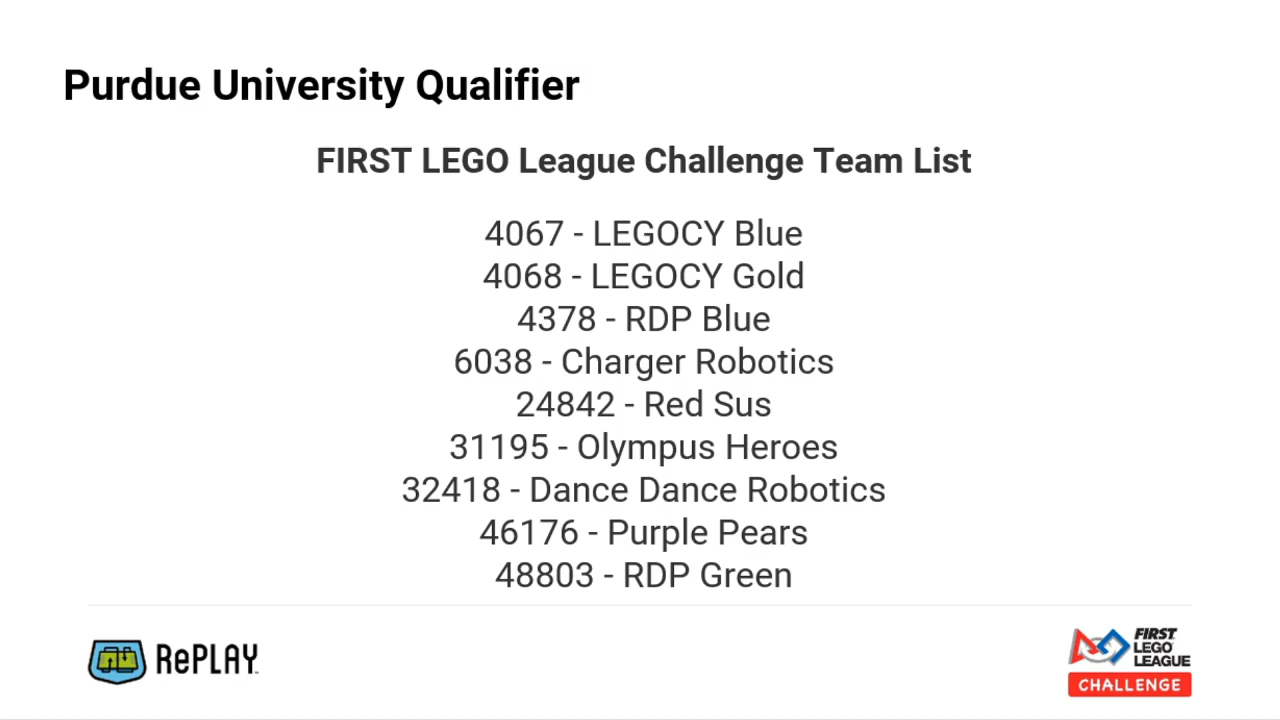 Purdue University Qualifier
FIRST LEGO League Challenge Team List
4067 - LEGOCY Blue
4068 - LEGOCY Gold
4378 - RDP Blue
6038 - Charger Robotics
24842 - Red Sus
31195 - Olympus Heroes
32418 - Dance Dance Robotics
46176 - Purple Pears
48803 - RDP Green
RePLAY
FIRST
LEGO
LEAGUE
CHALLENGE